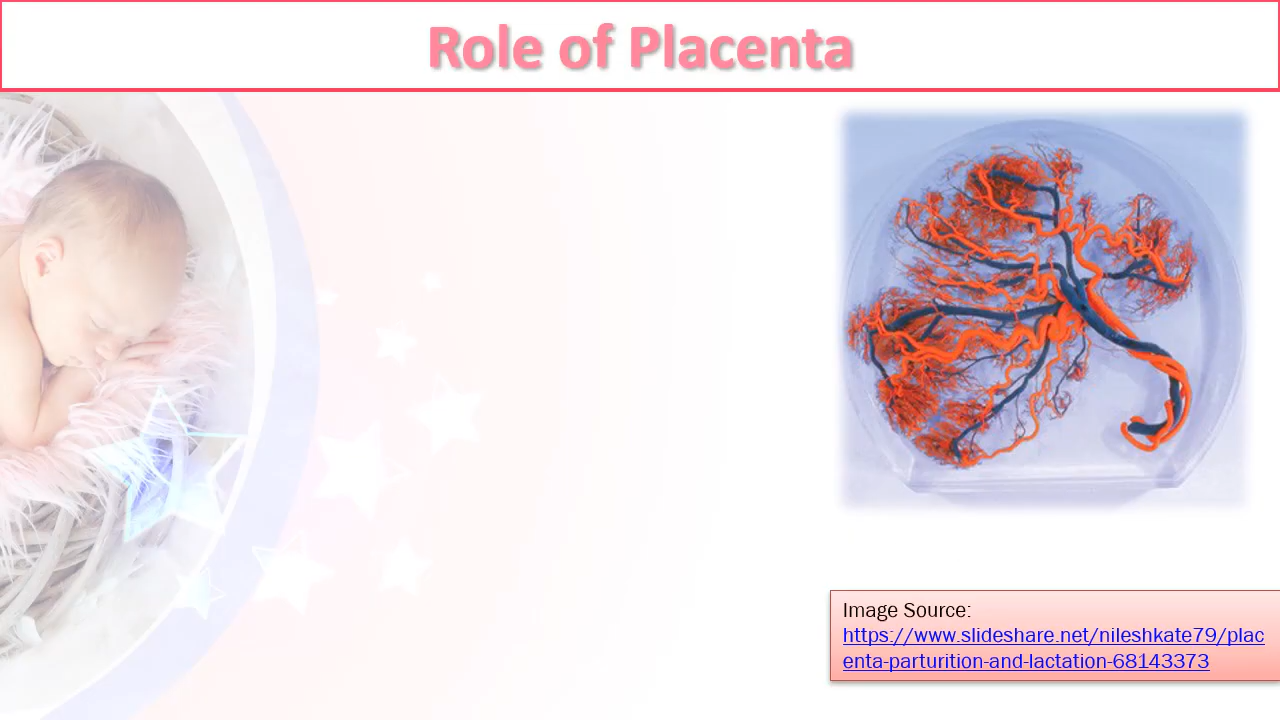 Role of Placenta
Image Source:
https://www.slideshare.net/nileshkate79/plac
enta-parturition-and-lactation-68143373